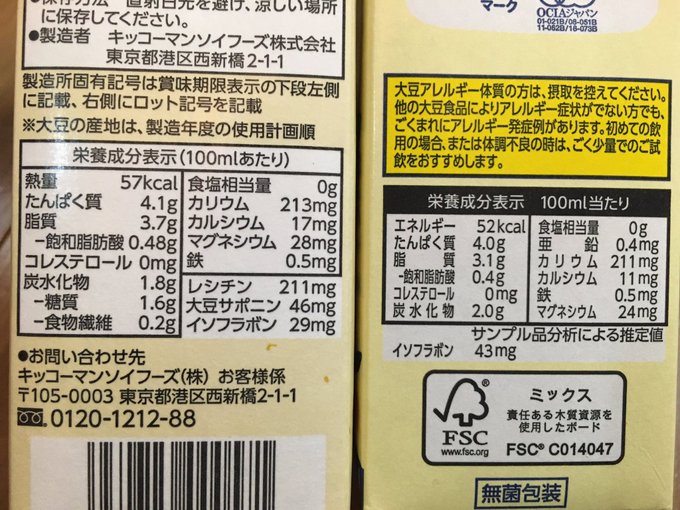 ●保存方法 直射日光を避け、涼しい場所
に保存してください。
●製造者 キッコーマンソイフーズ株式会社
東京都港区西新橋2-1-1
製造所固有記号は賞味期限表示の下段左側
に記載、右側にロット記号を記載
※大豆の産地は、製造年度の使用計画順
栄養成分表示(100mlあたり)
熱量 57kcal
たんぱく質 4.1g
脂質 3.7g
-飽和脂肪酸 0.48g
コレステロール 0mg
炭水化物 1.8g
-糖質 1.6g
-食物繊維 0.2g
食塩相当量 0g
カリウム 213mg
カルシウム 17mg
マグネシウム 28mg
鉄 0.5mg
レシチン 211mg
大豆サポニン 46mg
イソフラボン 29mg
●お問い合わせ先
キッコーマンソイフーズ(株) お客様係
〒105-0003 東京都港区西新橋2-1-1
0120-1212-88
マーク
OCIAジャパン
01-021B/08-051B
11-062B/18-073B
大豆アレルギー体質の方は、摂取を控えてください。
他の大豆食品によりアレルギー症状がでない方でも、
ごくまれにアレルギー発症例があります。初めての飲
用の場合、または体調不良の時は、ごく少量でのご試
飲をおすすめします。
栄養成分表示 100ml当たり
エネルギー 52kcal
たんぱく質 4.0g
脂質 3.1g
-飽和脂肪酸 0.4g
コレステロール 0mg
炭水化物 2.0g
食塩相当量 0g
亜鉛 0.4mg
カリウム 211mg
カルシウム 11mg
鉄 0.5mg
マグネシウム 24mg
サンプル品分析による推定値
イソフラボン 43mg
FSC
www.fsc.org
ミックス
責任ある木質資源を
使用したボード
FSC® C014047
無菌包装